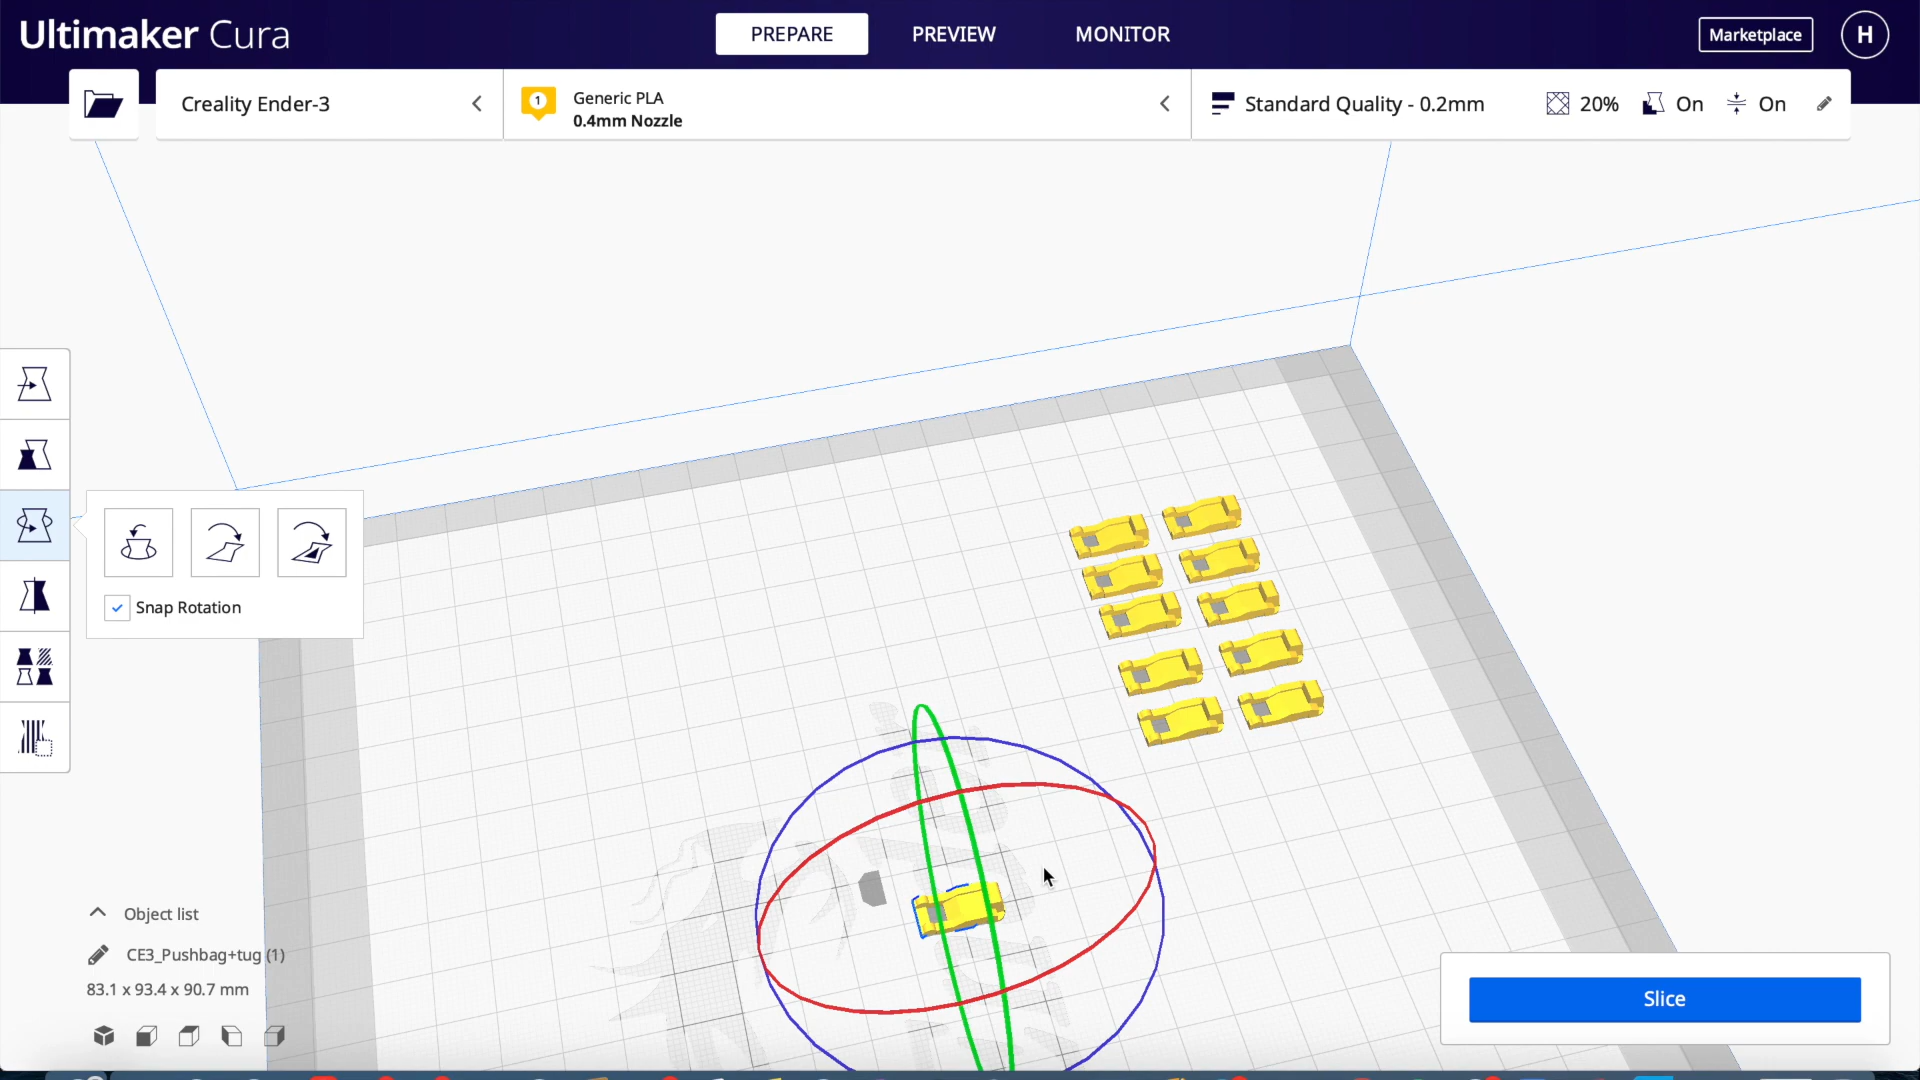 Ultimaker Cura
PREPARE
PREVIEW
MONITOR
Marketplace
H
Creality Ender-3
1
Generic PLA
0.4mm Nozzle
Standard Quality - 0.2mm
20%
On
On
Snap Rotation
Object list
CE3_Pushbag+tug (1)
83.1 x 93.4 x 90.7 mm
Slice